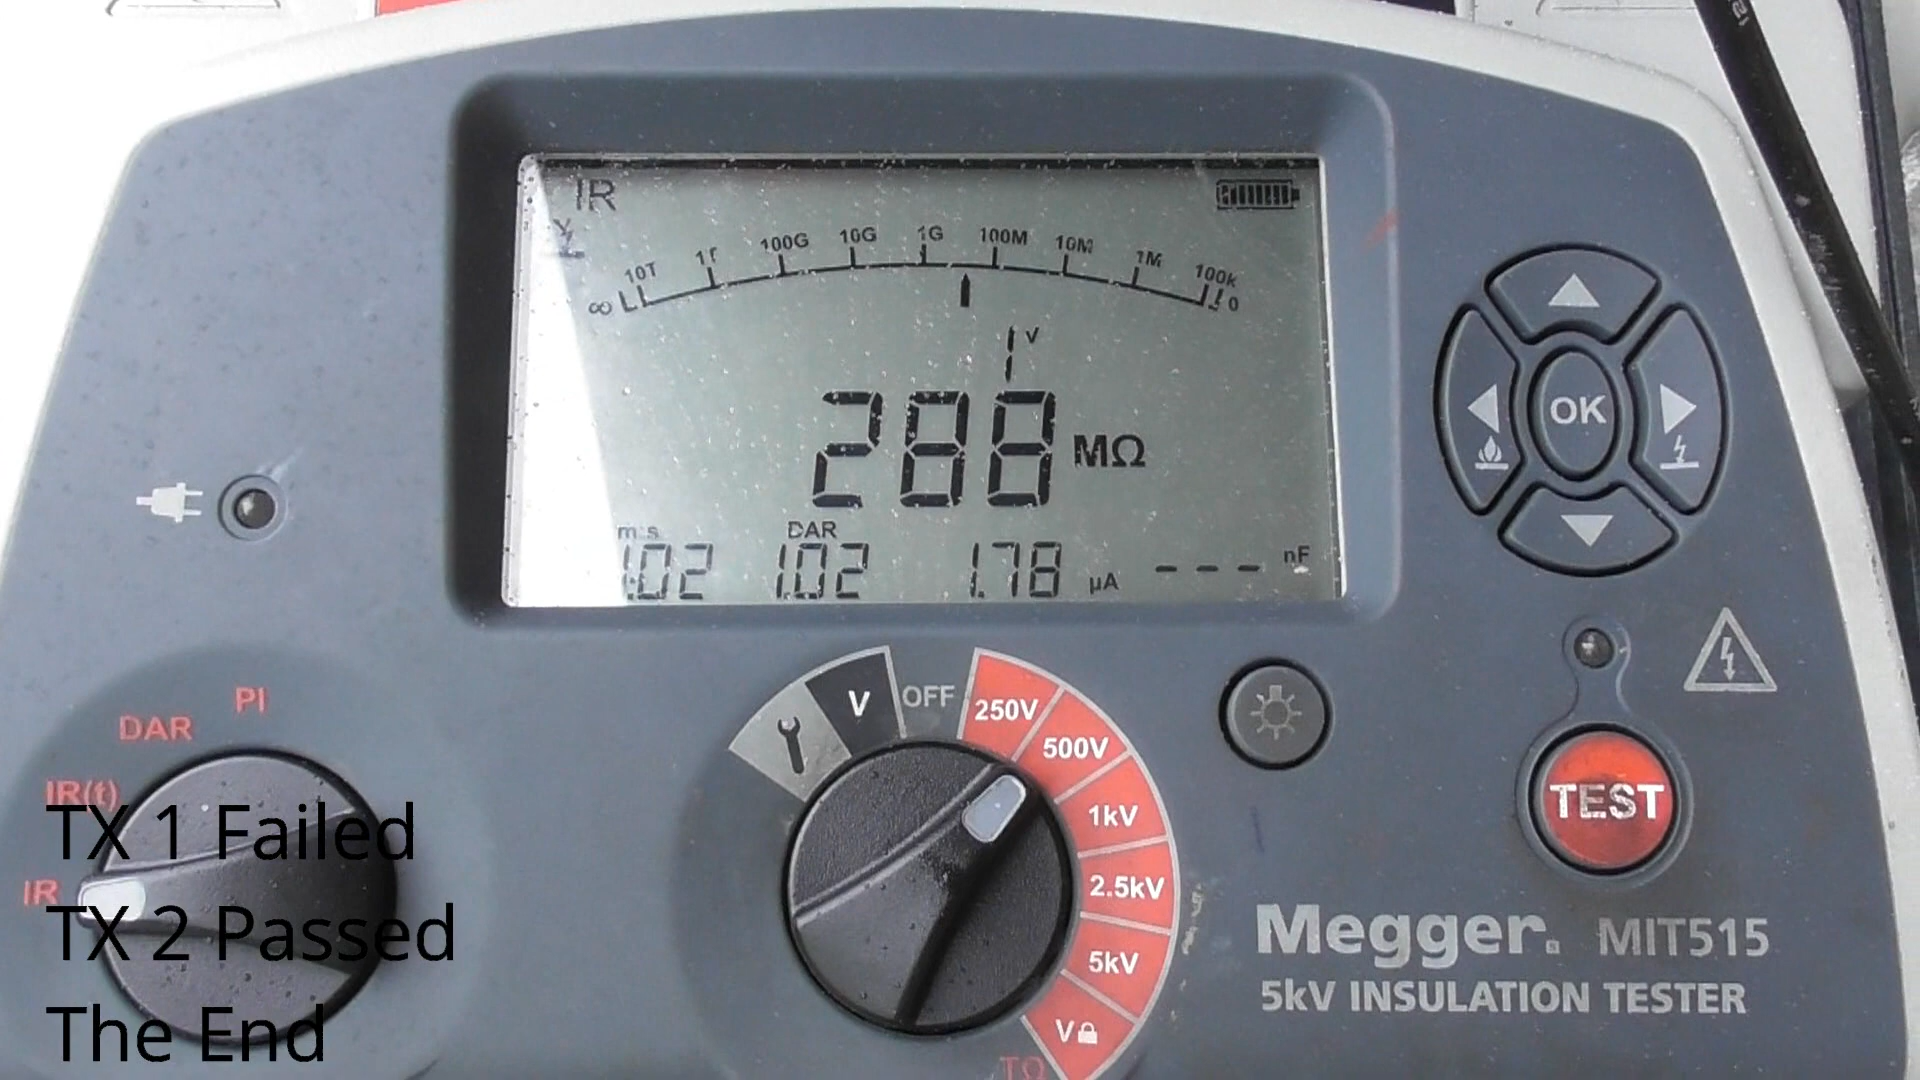 IR
10T 1T 100G 10G 1G 100M 10M 1M 100k
∞ 0
1 V
288 MΩ
m:s DAR
1:02 1.02 1.78 µA - - - nF
OK
PI
DAR
IR(t)
IR
V OFF 250V
500V
1kV
2.5kV
5kV
V
TΩ
TEST
Megger. MIT515
5kV INSULATION TESTER
TX 1 Failed
TX 2 Passed
The End